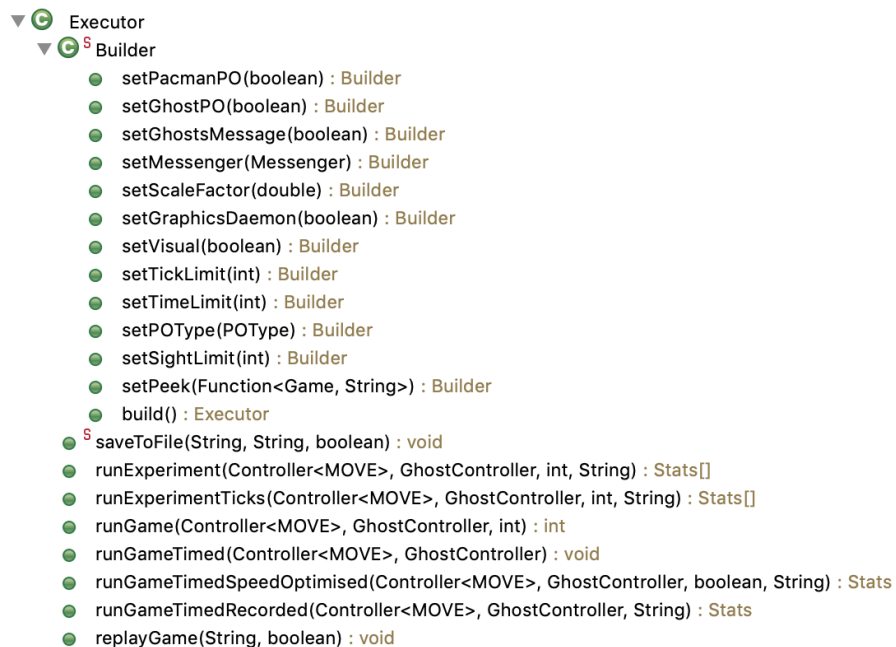 Executor
S Builder
setPacmanPO(boolean) : Builder
setGhostPO(boolean) : Builder
setGhostsMessage(boolean) : Builder
setMessenger(Messenger) : Builder
setScaleFactor(double) : Builder
setGraphicsDaemon(boolean) : Builder
setVisual(boolean) : Builder
setTickLimit(int) : Builder
setTimeLimit(int) : Builder
setPOType(POType) : Builder
setSightLimit(int) : Builder
setPeek(Function<Game, String>) : Builder
build() : Executor
S saveToFile(String, String, boolean) : void
runExperiment(Controller<MOVE>, GhostController, int, String) : Stats[]
runExperimentTicks(Controller<MOVE>, GhostController, int, String) : Stats[]
runGame(Controller<MOVE>, GhostController, int) : int
runGameTimed(Controller<MOVE>, GhostController) : void
runGameTimedSpeedOptimised(Controller<MOVE>, GhostController, boolean, String) : Stats
runGameTimedRecorded(Controller<MOVE>, GhostController, String) : Stats
replayGame(String, boolean) : void